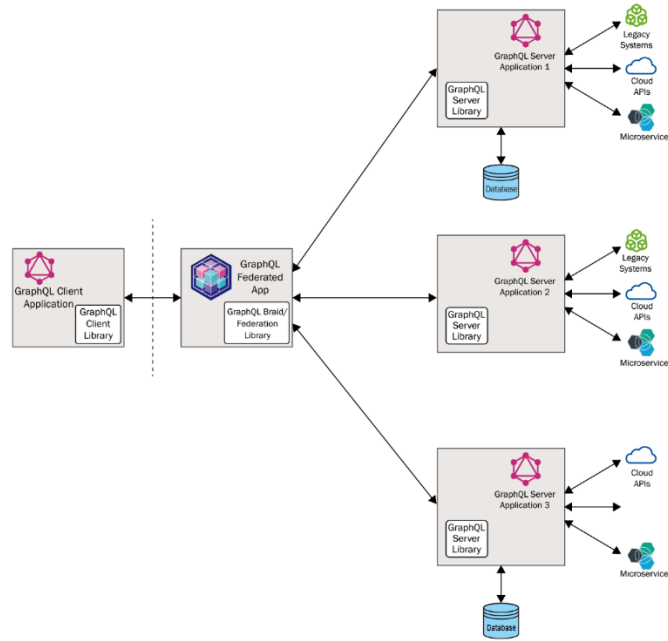 GraphQL Server
Application 1
GraphQL
Server
Library
Legacy
Systems
Cloud
APIs
Microservice
Database
GraphQL Client
Application
GraphQL
Client
Library
GraphQL
Federated
App
GraphQL Braid/
Federation Library
GraphQL Server
Application 2
GraphQL
Server
Library
Legacy
Systems
Cloud
APIs
Microservice
GraphQL Server
Application 3
GraphQL
Server
Library
Cloud
APIs
Microservice
Database